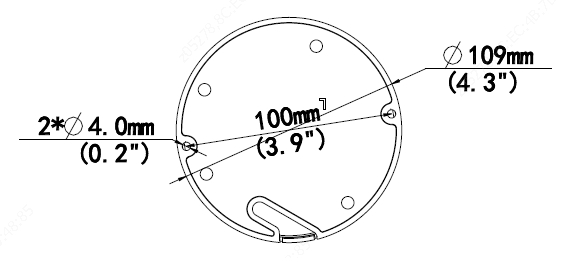 ⌀ 109mm
(4.3")
100mm
(3.9")
2*⌀ 4.0mm
(0.2")